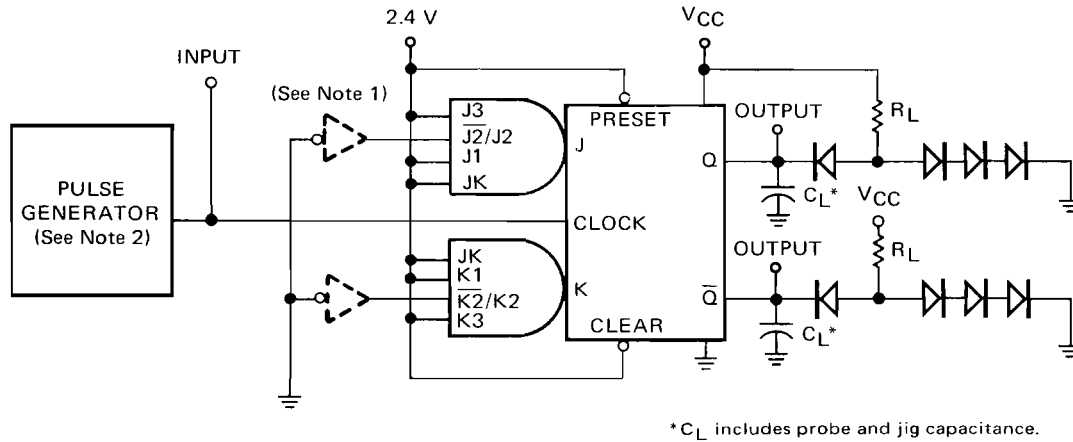 2.4 V
VCC
INPUT
(See Note 1)
J3
J2/J2
J1
JK
J
PRESET
OUTPUT
RL
Q
CL*
PULSE
GENERATOR
(See Note 2)
CLOCK
VCC
JK
K1
K2/K2
K3
K
CLEAR
OUTPUT
RL
Q̅
CL*
*CL includes probe and jig capacitance.